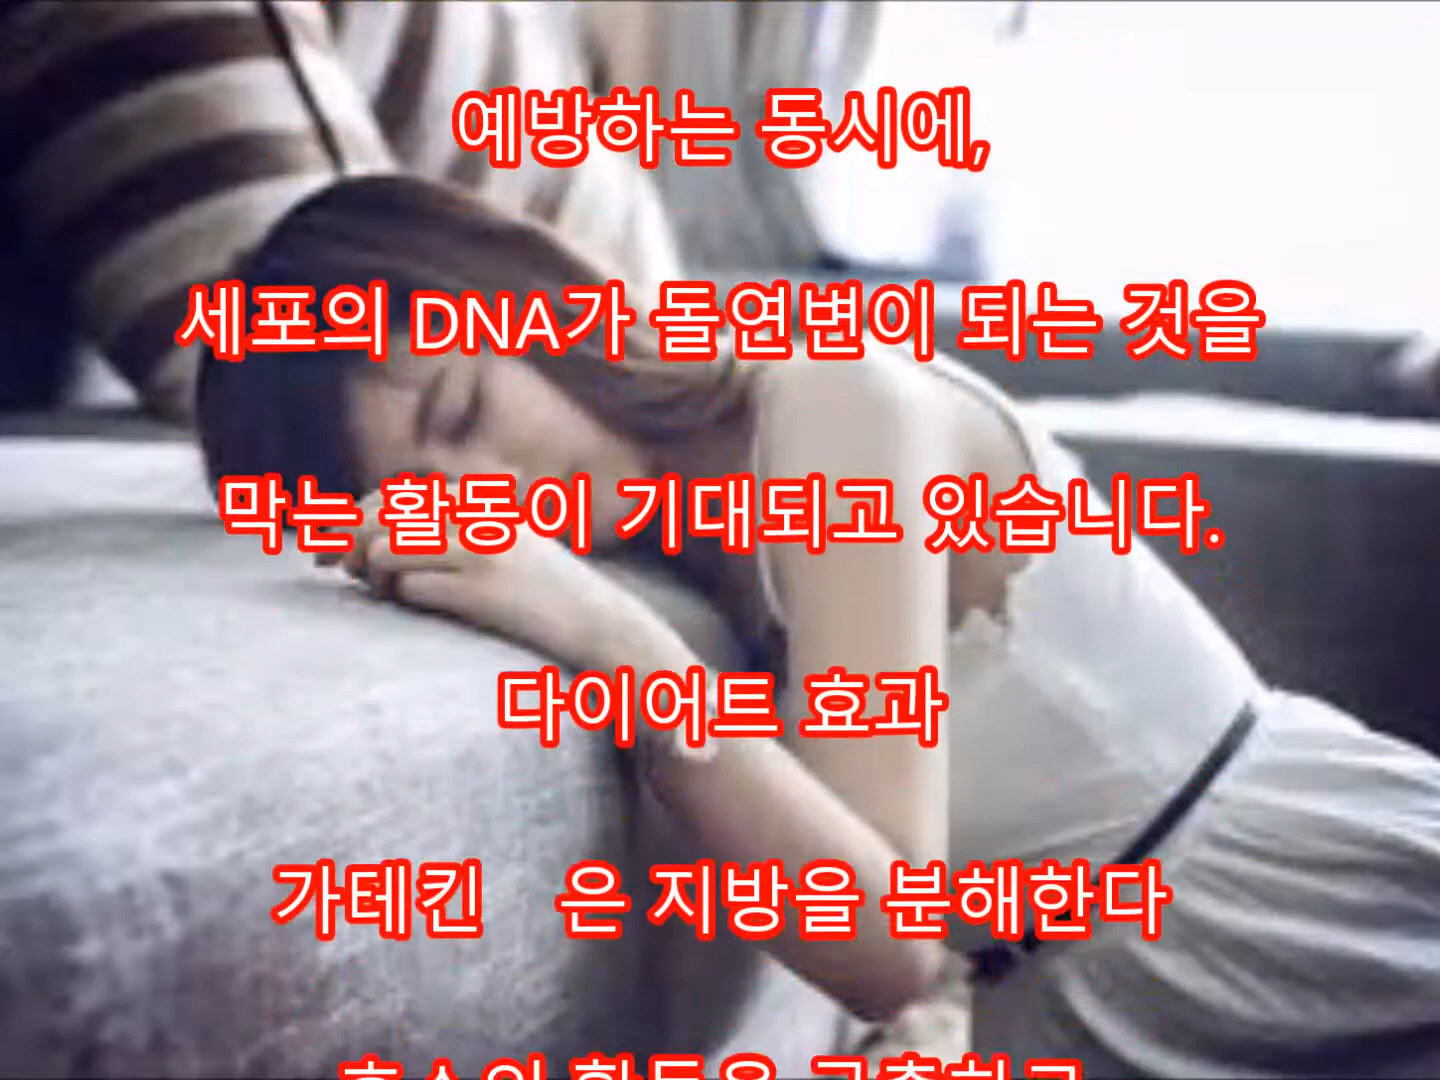 예방하는 동시에,
세포의 DNA가 돌연변이 되는 것을
막는 활동이 기대되고 있습니다.
다이어트 효과
가테킨 은 지방을 분해한다